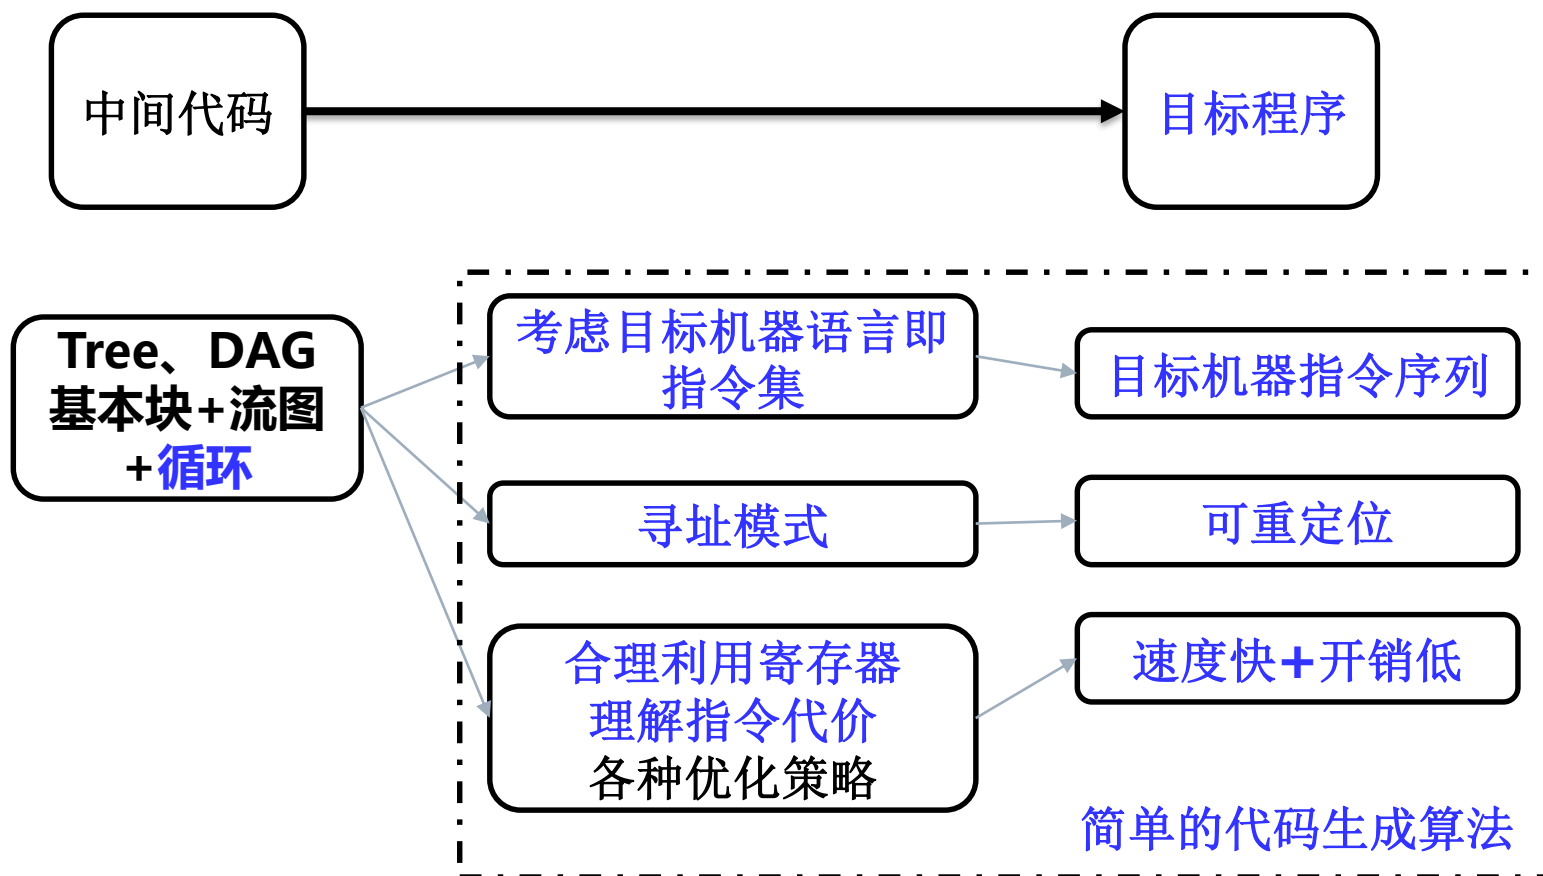 中间代码
目标程序
Tree、DAG
基本块+流图
+循环
考虑目标机器语言即
指令集
目标机器指令序列
寻址模式
可重定位
合理利用寄存器
理解指令代价
各种优化策略
速度快+开销低
简单的代码生成算法